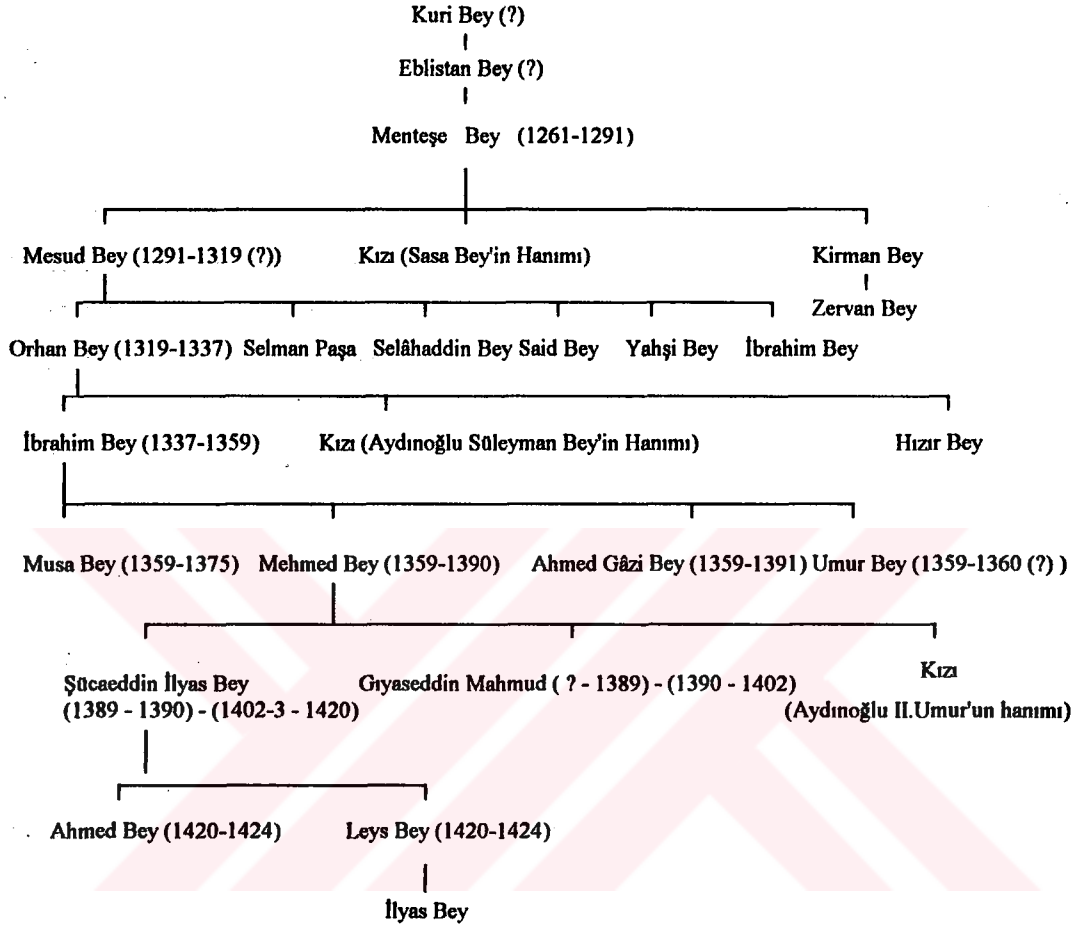 Kuri Bey (?)
Eblistan Bey (?)
Menteşe Bey (1261-1291)
Mesud Bey (1291-1319 (?)) Kızı (Sasa Bey'in Hanımı) Kirman Bey
Zervan Bey
Orhan Bey (1319-1337) Selman Paşa Selâhaddin Bey Said Bey Yahşi Bey İbrahim Bey
İbrahim Bey (1337-1359) Kızı (Aydınoğlu Süleyman Bey'in Hanımı) Hızır Bey
Musa Bey (1359-1375) Mehmed Bey (1359-1390) Ahmed Gâzi Bey (1359-1391) Umur Bey (1359-1360 (?) )
Şücaeddin İlyas Bey Gıyaseddin Mahmud ( ? - 1389) - (1390 - 1402) Kızı
(1389 - 1390) - (1402-3 - 1420) (Aydınoğlu II.Umur'un hanımı)
Ahmed Bey (1420-1424) Leys Bey (1420-1424)
İlyas Bey